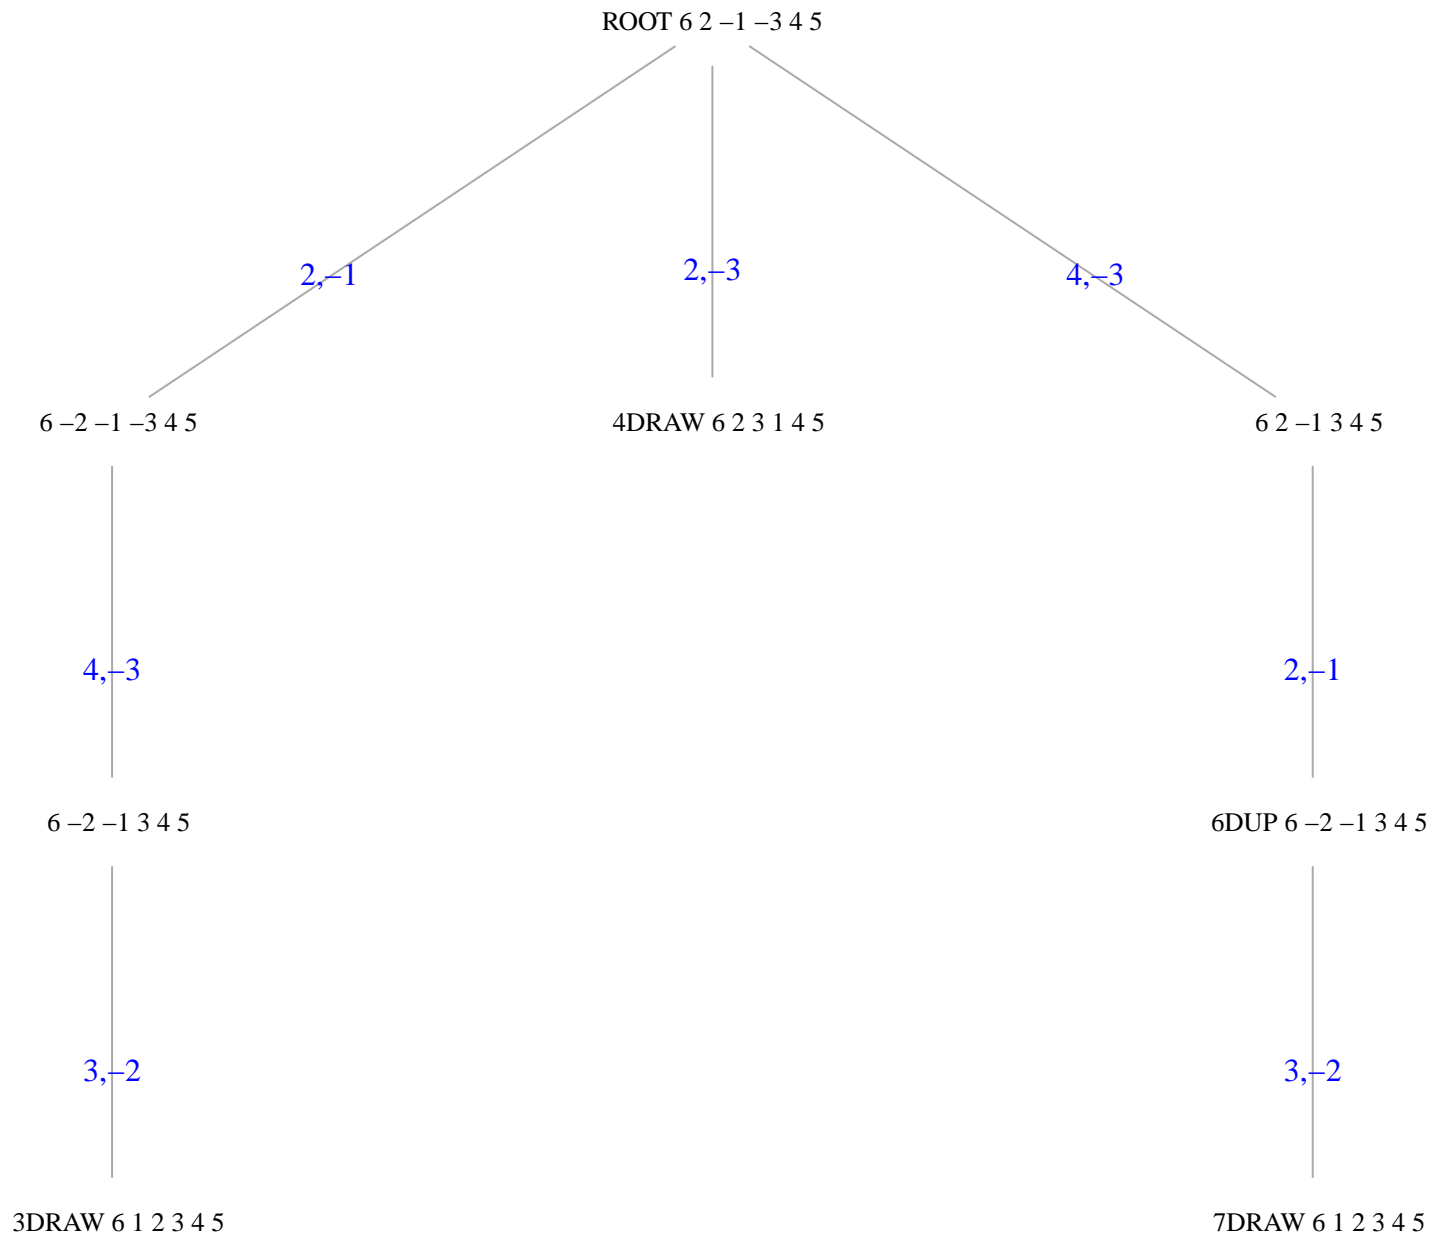 ROOT 6 2 –1 –3 4 5
2,–1
2,–3
4,–3
6 –2 –1 –3 4 5
4DRAW 6 2 3 1 4 5
6 2 –1 3 4 5
4,–3
2,–1
6 –2 –1 3 4 5
6DUP 6 –2 –1 3 4 5
3,–2
3,–2
3DRAW 6 1 2 3 4 5
7DRAW 6 1 2 3 4 5